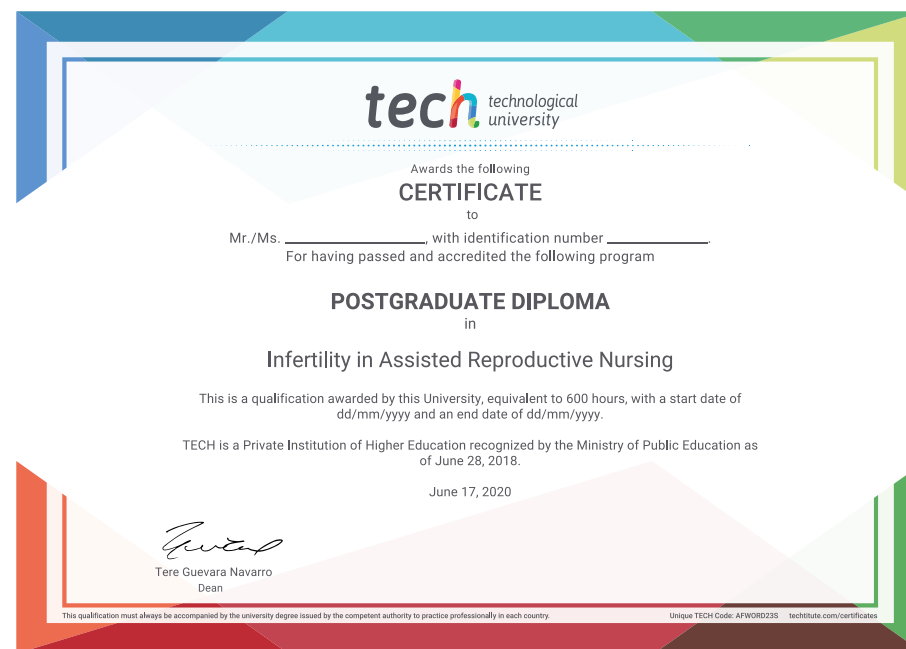 tech technological
university
Awards the following
CERTIFICATE
to
Mr./Ms. ____________________, with identification number ______________.
For having passed and accredited the following program
POSTGRADUATE DIPLOMA
in
Infertility in Assisted Reproductive Nursing
This is a qualification awarded by this University, equivalent to 600 hours, with a start date of
dd/mm/yyyy and an end date of dd/mm/yyyy.
TECH is a Private Institution of Higher Education recognized by the Ministry of Public Education as
of June 28, 2018.
June 17, 2020
Tere Guevara Navarro
Dean
This qualification must always be accompanied by the university degree issued by the competent authority to practice professionally in each country. Unique TECH Code: AFWORD23S techtitute.com/certificates